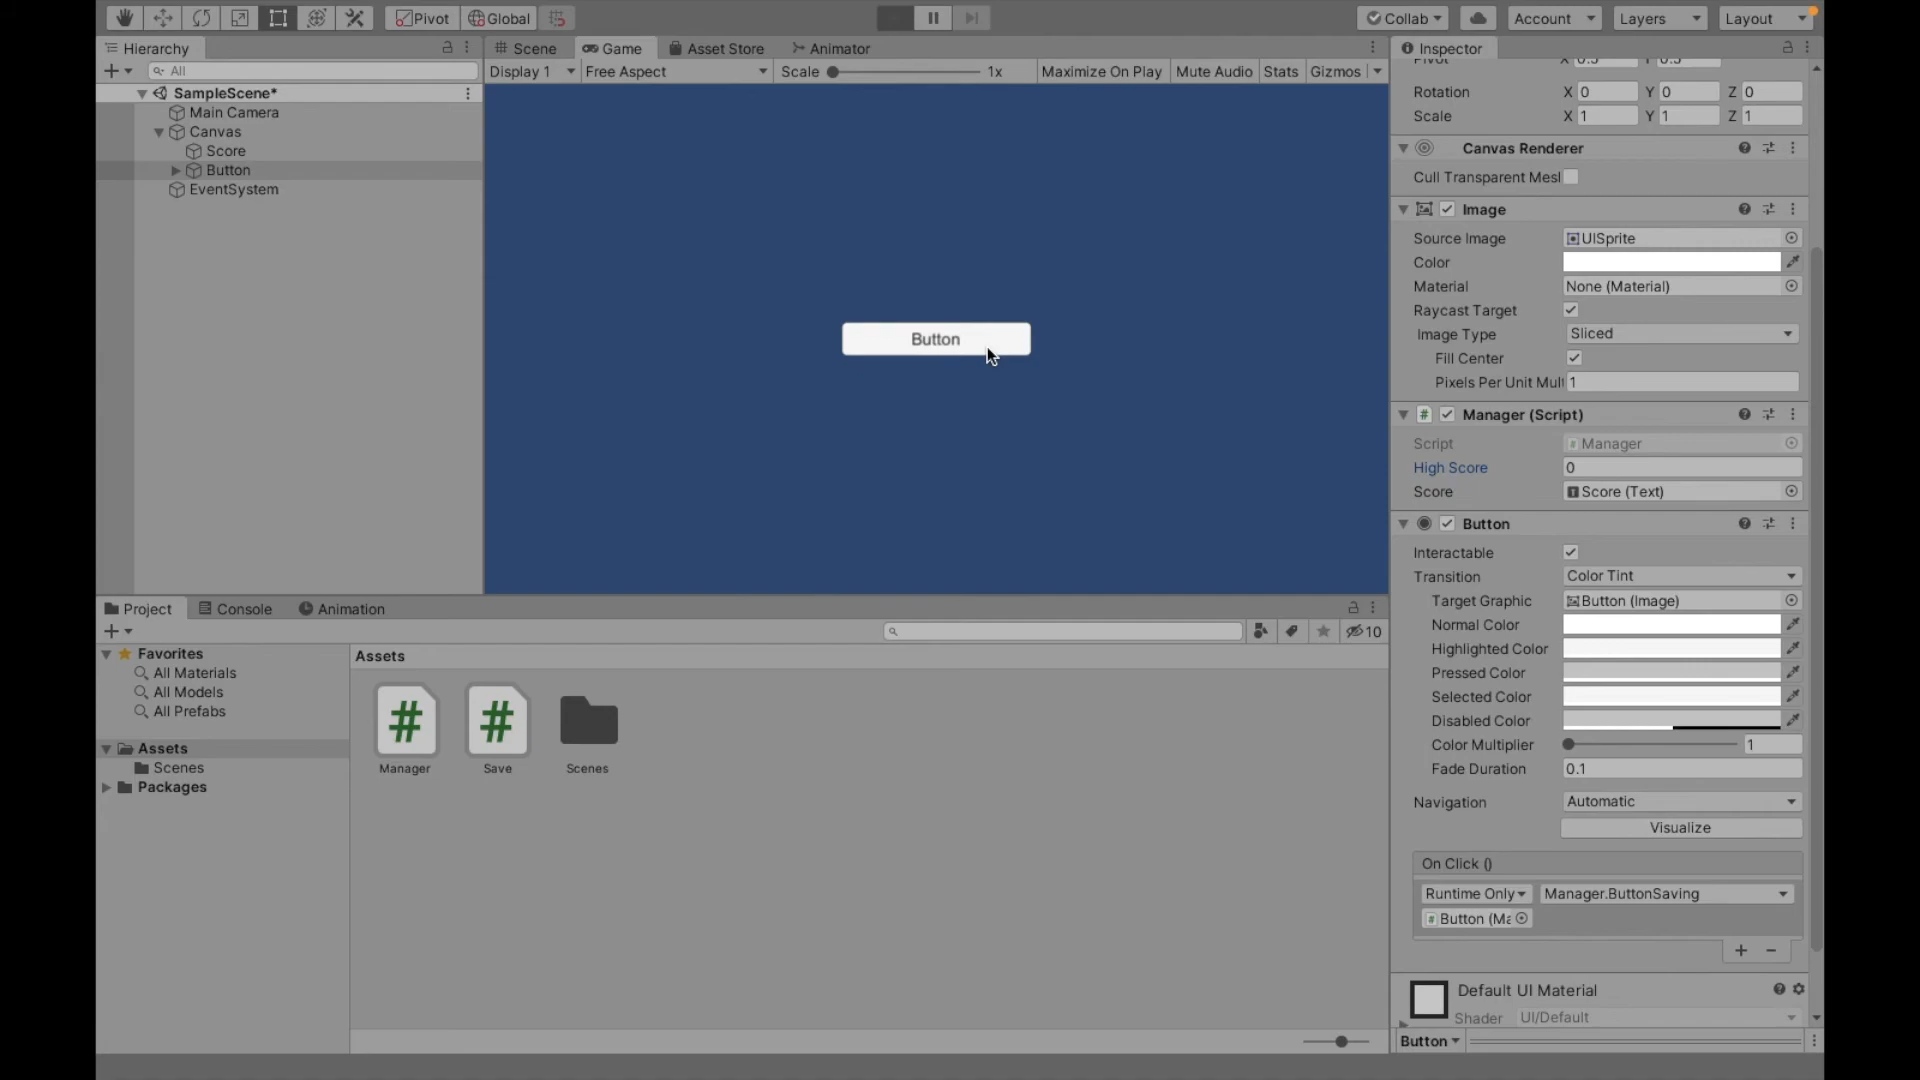 Pivot
Global
Collab
Account
Layers
Layout
Hierarchy
All
SampleScene*
Main Camera
Canvas
Score
Button
EventSystem
Scene
Game
Asset Store
Animator
Display 1
Free Aspect
Scale
1x
Maximize On Play
Mute Audio
Stats
Gizmos
Button
Inspector
Rotation X 0 Y 0 Z 0
Scale X 1 Y 1 Z 1
Canvas Renderer
Cull Transparent Mesl
Image
Source Image UISprite
Color
Material None (Material)
Raycast Target
Image Type Sliced
Fill Center
Pixels Per Unit Mult 1
Manager (Script)
Script # Manager
High Score 0
Score Score (Text)
Button
Interactable
Transition Color Tint
Target Graphic Button (Image)
Normal Color
Highlighted Color
Pressed Color
Selected Color
Disabled Color
Color Multiplier 1
Fade Duration 0.1
Navigation Automatic
Visualize
On Click ()
Runtime Only Manager.ButtonSaving
# Button (Ma
+ -
Default UI Material
Shader UI/Default
Button
Project
Console
Animation
10
Favorites
All Materials
All Models
All Prefabs
Assets
Scenes
Packages
Assets
# #
Manager Save Scenes